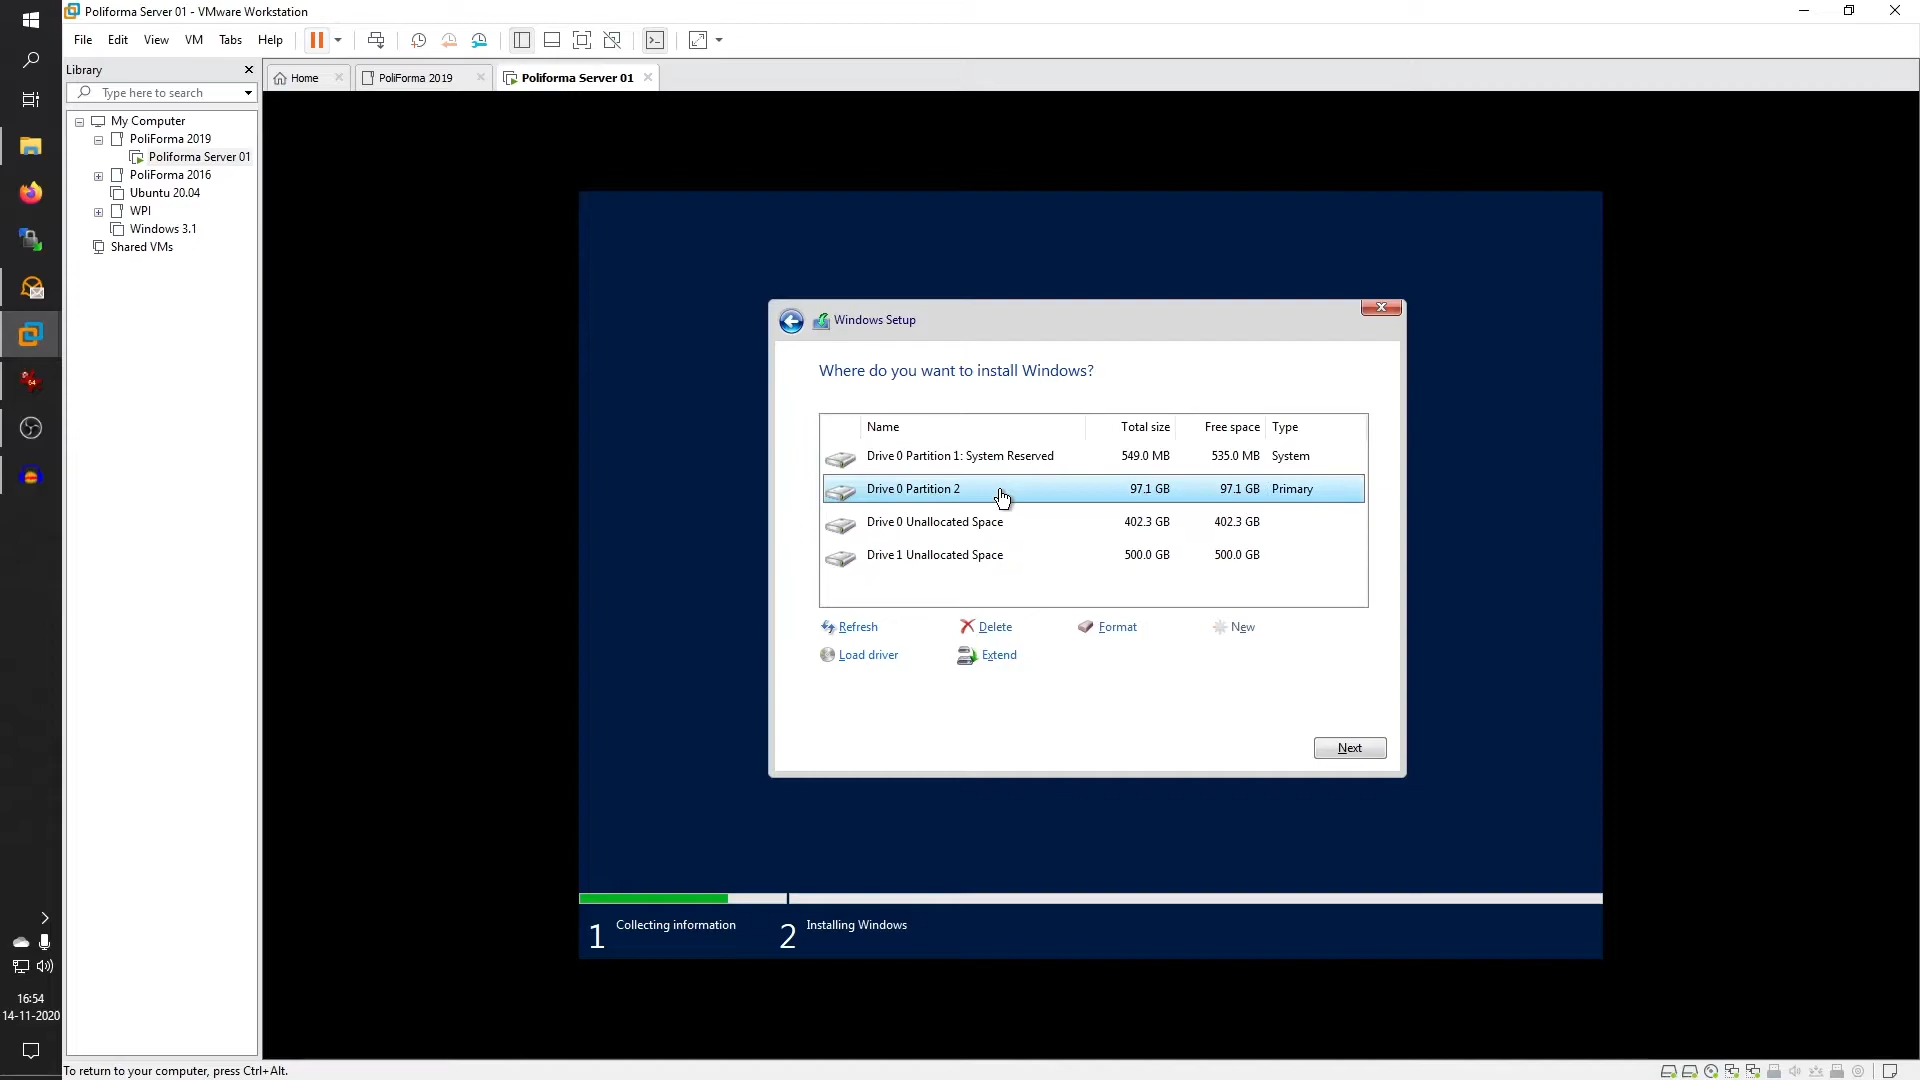 Poliforma Server 01 - VMware Workstation
File Edit View VM Tabs Help
Library
Type here to search
My Computer
PoliForma 2019
Poliforma Server 01
PoliForma 2016
Ubuntu 20.04
WPI
Windows 3.1
Shared VMs
Home
PoliForma 2019
Poliforma Server 01
Windows Setup
Where do you want to install Windows?
Name Total size Free space Type
Drive 0 Partition 1: System Reserved 549.0 MB 535.0 MB System
Drive 0 Partition 2 97.1 GB 97.1 GB Primary
Drive 0 Unallocated Space 402.3 GB 402.3 GB
Drive 1 Unallocated Space 500.0 GB 500.0 GB
Refresh Delete Format New
Load driver Extend
Next
1 Collecting information 2 Installing Windows
64
16:54
14-11-2020
To return to your computer, press Ctrl+Alt.